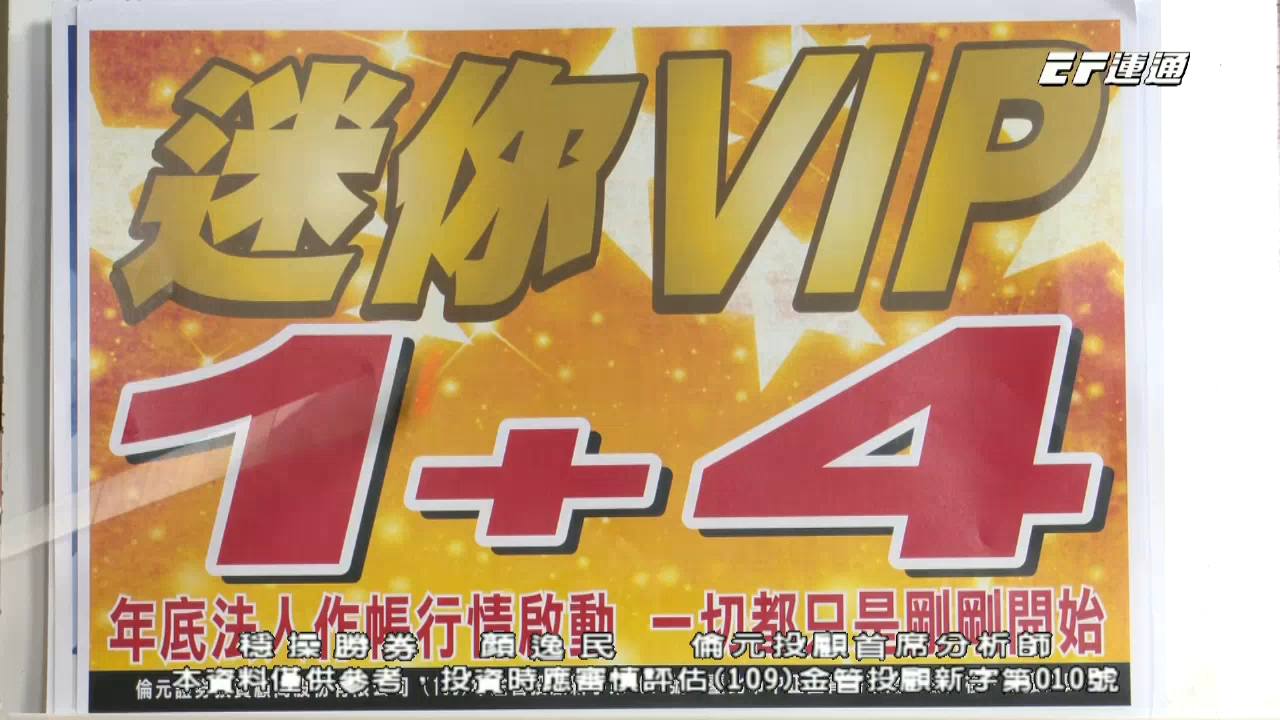 EF運通
迷你VIP
1+4
年底法人作帳行情啟動 一切都只是剛剛開始
穩操勝券 顏逸民 倫元投顧首席分析師
本資料僅供參考，投資時應審慎評估(109)金管投顧新字第010號